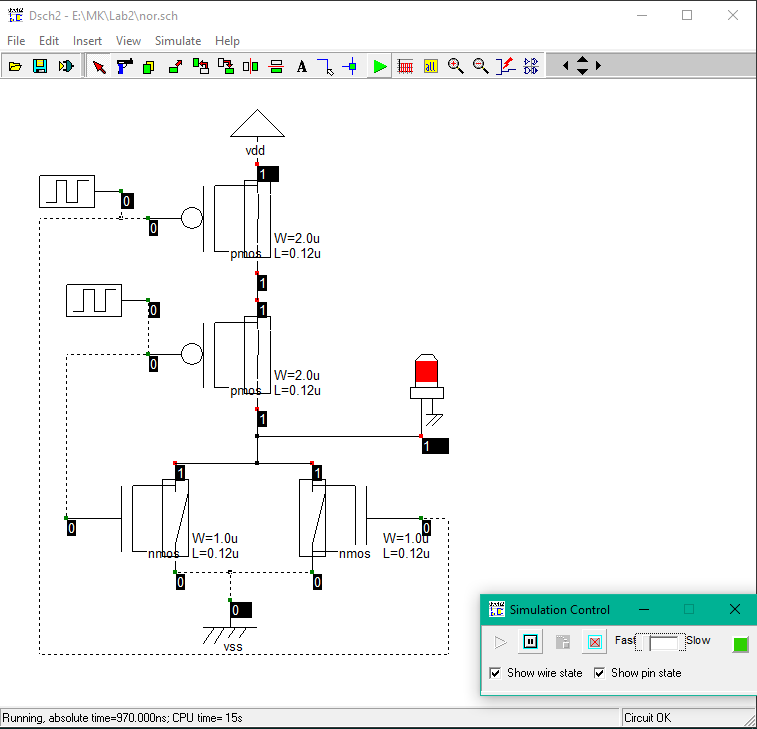 Dsch2 - E:\MK\Lab2\nor.sch
File Edit Insert View Simulate Help
A all
vdd
1
0
0
W=2.0u
pmos L=0.12u
1
0
1
0
W=2.0u
pmos L=0.12u
1
1
1 1
0 0
W=1.0u W=1.0u
nmos L=0.12u nmos L=0.12u
0 0
0
vss
Simulation Control
Fast Slow
Show wire state Show pin state
Running, absolute time=970.000ns; CPU time= 15s Circuit OK